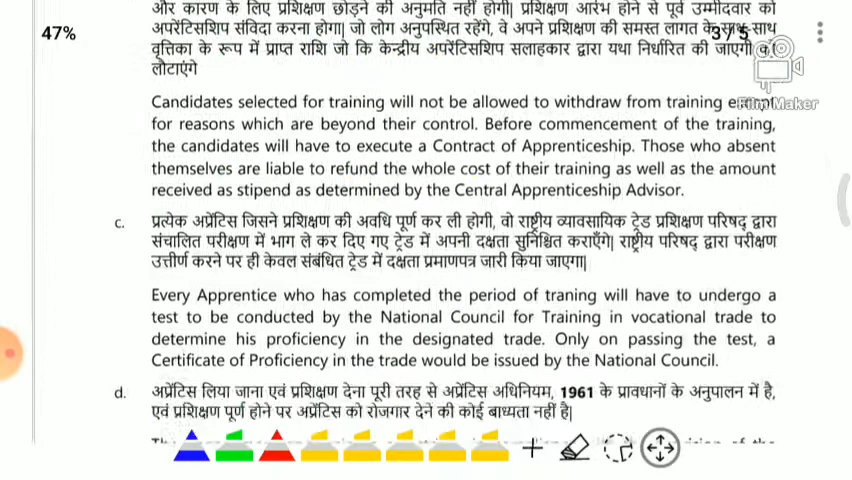 और कारण के लिए प्रशिक्षण छोड़ने की अनुमति नहीं होगी| प्रशिक्षण आरंभ होने से पूर्व उम्मीदवार को
47%
अपरेंटिसशिप संविदा करना होगा| जो लोग अनुपस्थित रहेंगे, वे अपने प्रशिक्षण की समस्त लागत के साथ साथ
3 / 5
वृत्तिका के रूप में प्राप्त राशि जो कि केन्द्रीय अपरेंटिसशिप सलाहकार द्वारा यथा निर्धारित की जाएगी को
लौटाएंगे
Film Maker
Candidates selected for training will not be allowed to withdraw from training except
for reasons which are beyond their control. Before commencement of the training,
the candidates will have to execute a Contract of Apprenticeship. Those who absent
themselves are liable to refund the whole cost of their training as well as the amount
received as stipend as determined by the Central Apprenticeship Advisor.
c. प्रत्येक अप्रेंटिस जिसने प्रशिक्षण की अवधि पूर्ण कर ली होगी, वो राष्ट्रीय व्यावसायिक ट्रेड प्रशिक्षण परिषद् द्वारा
संचालित परीक्षण में भाग ले कर दिए गए ट्रेड में अपनी दक्षता सुनिश्चित कराएँगे| राष्ट्रीय परिषद् द्वारा परीक्षण
उत्तीर्ण करने पर ही केवल संबंधित ट्रेड में दक्षता प्रमाणपत्र जारी किया जाएगा|
Every Apprentice who has completed the period of traning will have to undergo a
test to be conducted by the National Council for Training in vocational trade to
determine his proficiency in the designated trade. Only on passing the test, a
Certificate of Proficiency in the trade would be issued by the National Council.
d. अप्रेंटिस लिया जाना एवं प्रशिक्षण देना पूरी तरह से अप्रेंटिस अधिनियम, 1961 के प्रावधानों के अनुपालन में है,
एवं प्रशिक्षण पूर्ण होने पर अप्रेंटिस को रोजगार देने की कोई बाध्यता नहीं है|